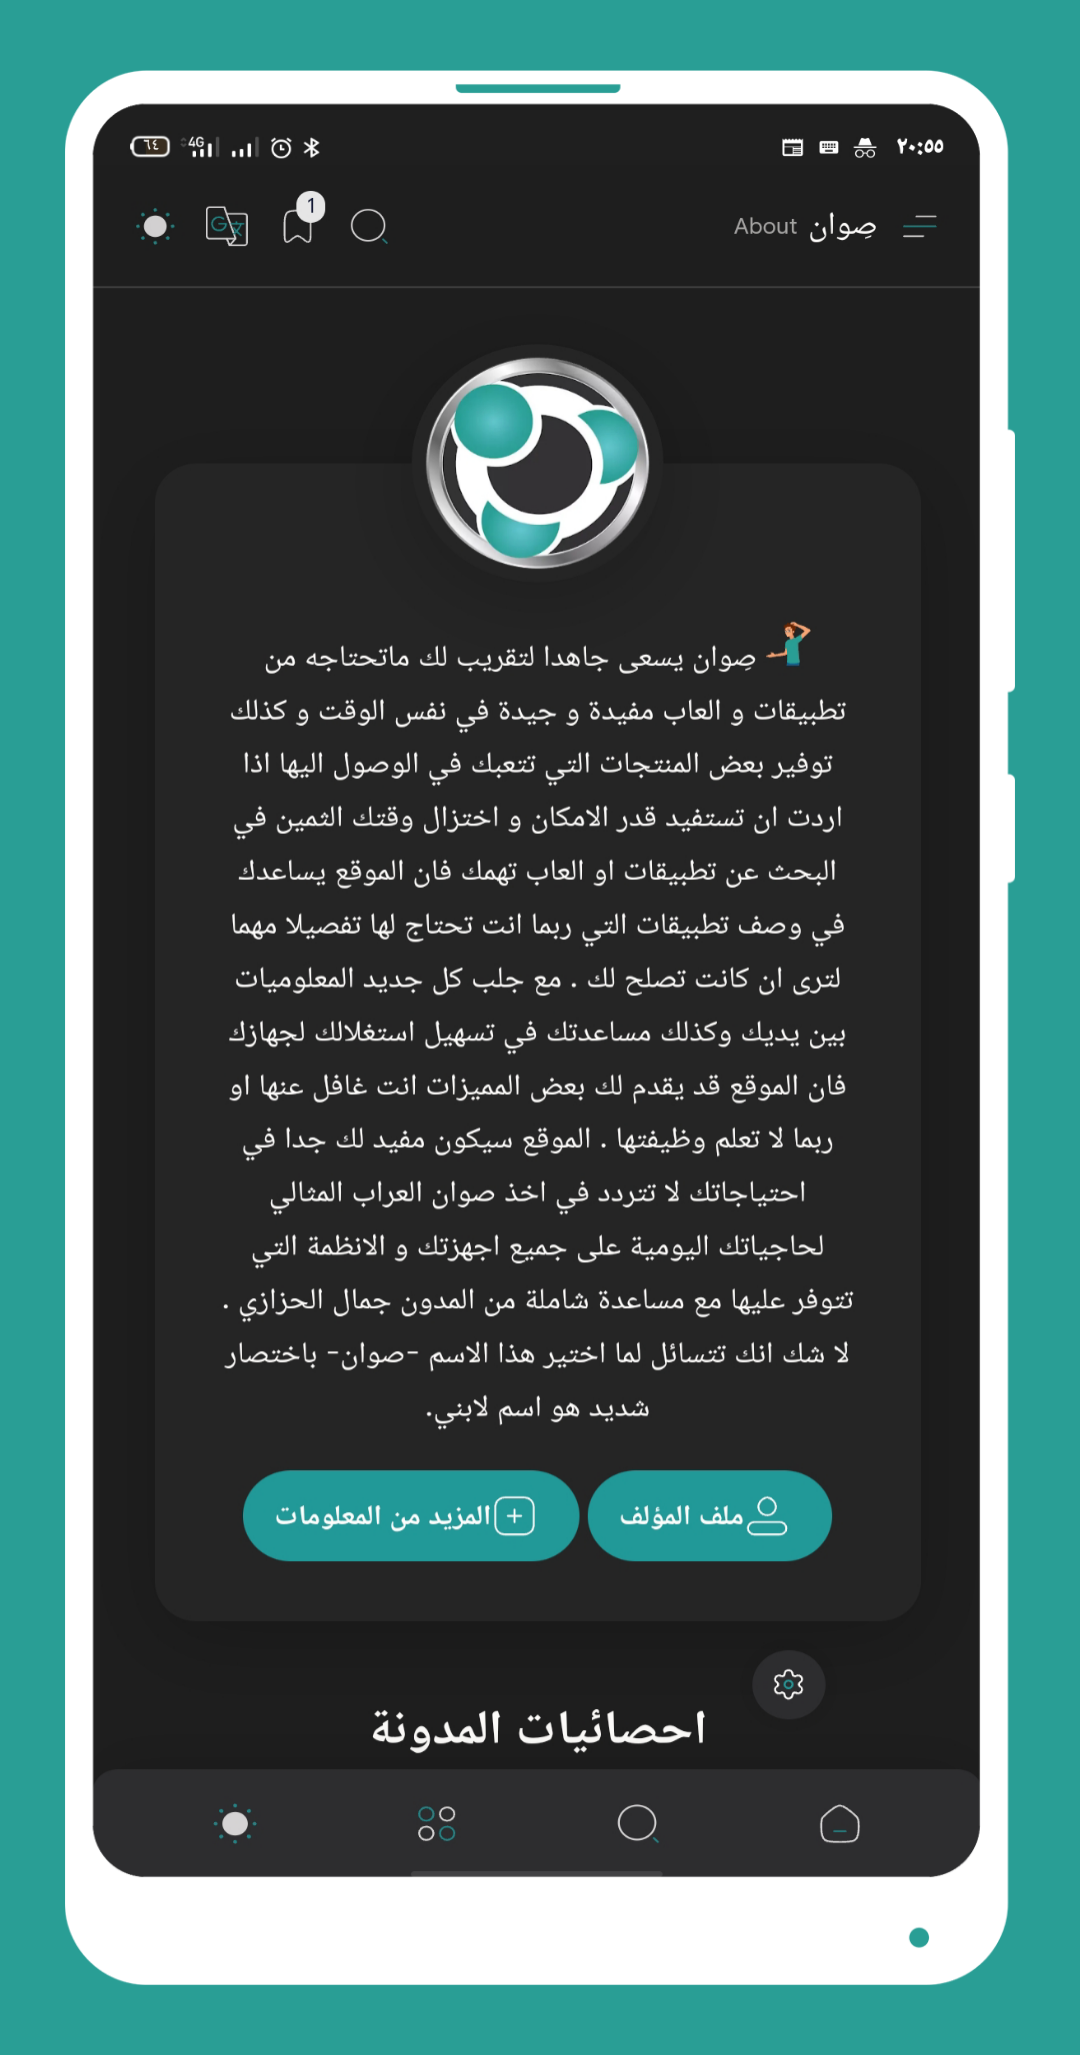 ٢٠:٥٥
4G
٦٤
صِوان About
1
صِوان يسعى جاهدا لتقريب لك ماتحتاجه من
تطبيقات و العاب مفيدة و جيدة في نفس الوقت و كذلك
توفير بعض المنتجات التي تتعبك في الوصول اليها اذا
اردت ان تستفيد قدر الامكان و اختزال وقتك الثمين في
البحث عن تطبيقات او العاب تهمك فان الموقع يساعدك
في وصف تطبيقات التي ربما انت تحتاج لها تفصيلا مهما
لترى ان كانت تصلح لك . مع جلب كل جديد المعلوميات
بين يديك وكذلك مساعدتك في تسهيل استغلالك لجهازك
فان الموقع قد يقدم لك بعض المميزات انت غافل عنها او
ربما لا تعلم وظيفتها . الموقع سيكون مفيد لك جدا في
احتياجاتك لا تتردد في اخذ صوان العراب المثالي
لحاجياتك اليومية على جميع اجهزتك و الانظمة التي
تتوفر عليها مع مساعدة شاملة من المدون جمال الحزازي .
لا شك انك تتسائل لما اختير هذا الاسم -صوان- باختصار
شديد هو اسم لابني.
ملف المؤلف
المزيد من المعلومات
احصائيات المدونة